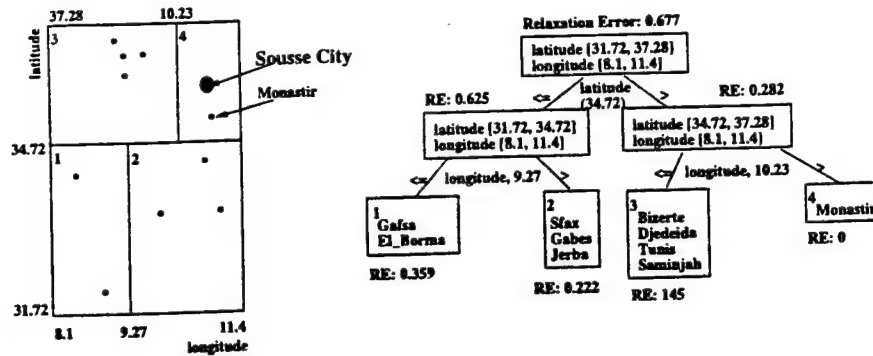 37.28
10.23
latitude
3
4
Sousse City
Monastir
34.72
1
2
31.72
8.1
9.27
11.4
longitude
Relaxation Error: 0.677
latitude [31.72, 37.28]
longitude [8.1, 11.4]
RE: 0.625
<=
latitude
(34.72)
>
RE: 0.282
latitude [31.72, 34.72]
longitude [8.1, 11.4]
latitude [34.72, 37.28]
longitude [8.1, 11.4]
<=
longitude, 9.27
>
<=
longitude, 10.23
>
1
Gafsa
El_Borma
RE: 0.359
2
Sfax
Gabes
Jerba
RE: 0.222
3
Bizerte
Djedeida
Tunis
Saminjah
RE: 145
4
Monastir
RE: 0